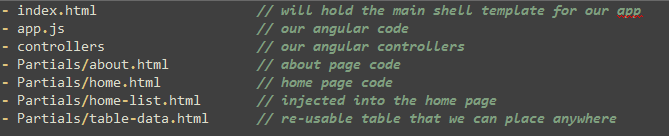 - index.html // will hold the main shell template for our app
- app.js // our angular code
- controllers // our angular controllers
- Partials/about.html // about page code
- Partials/home.html // home page code
- Partials/home-list.html // injected into the home page
- Partials/table-data.html // re-usable table that we can place anywhere